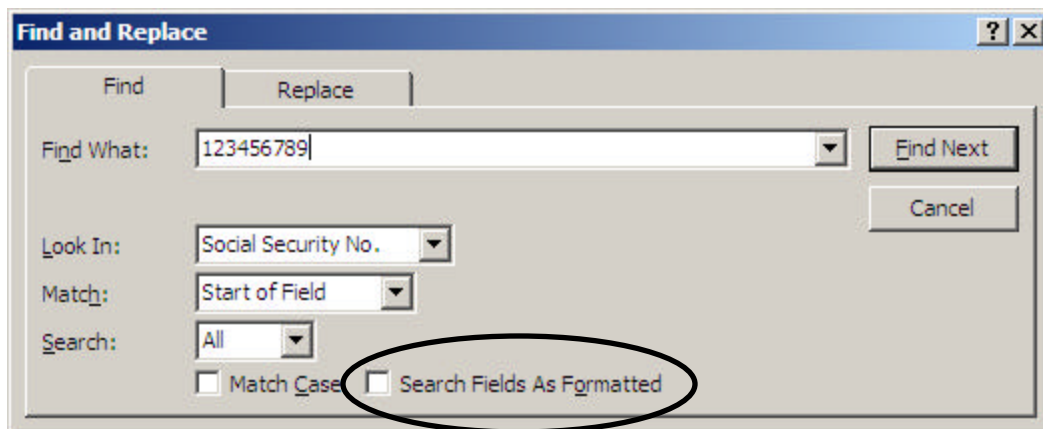 Find and Replace
Find Replace
Find What: 123456789 Find Next
Cancel
Look In: Social Security No.
Match: Start of Field
Search: All
Match Case Search Fields As Formatted